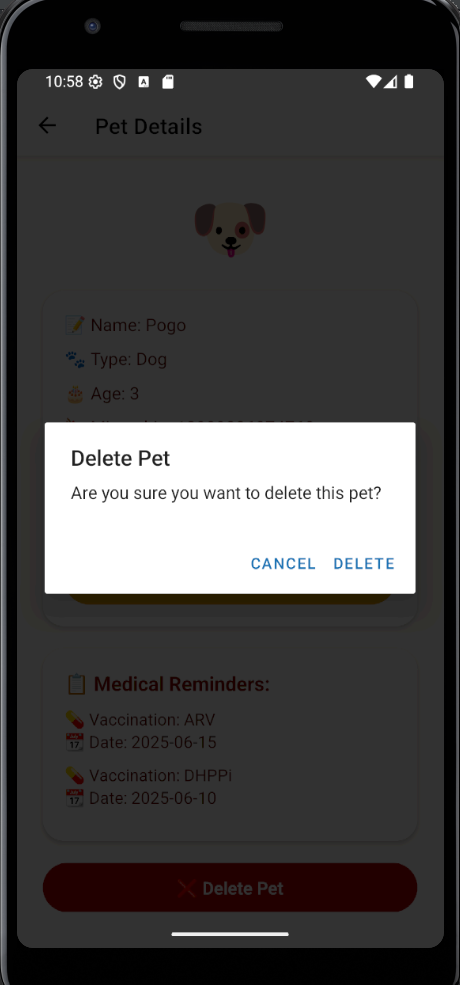 10:58
Pet Details
Name: Pogo
Type: Dog
Age: 3
Delete Pet
Are you sure you want to delete this pet?
CANCEL DELETE
Medical Reminders:
Vaccination: ARV
Date: 2025-06-15
Vaccination: DHPPi
Date: 2025-06-10
Delete Pet